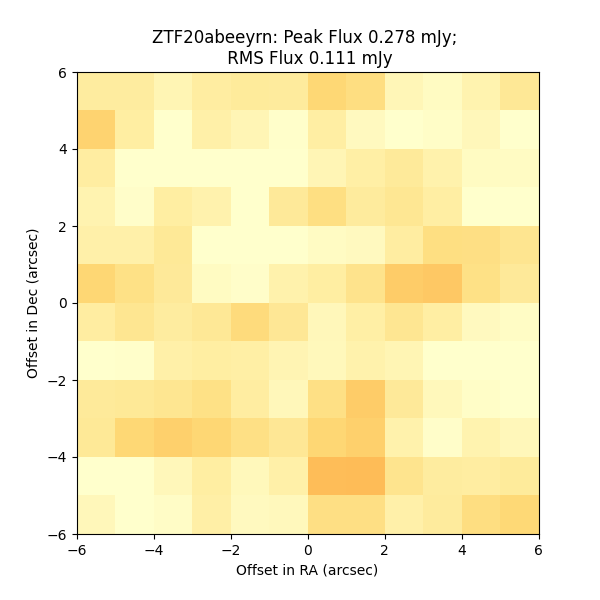 ZTF20abeeyrn: Peak Flux 0.278 mJy;
RMS Flux 0.111 mJy
6
4
2
0
−2
−4
−6
Offset in Dec (arcsec)
−6 −4 −2 0 2 4 6
Offset in RA (arcsec)